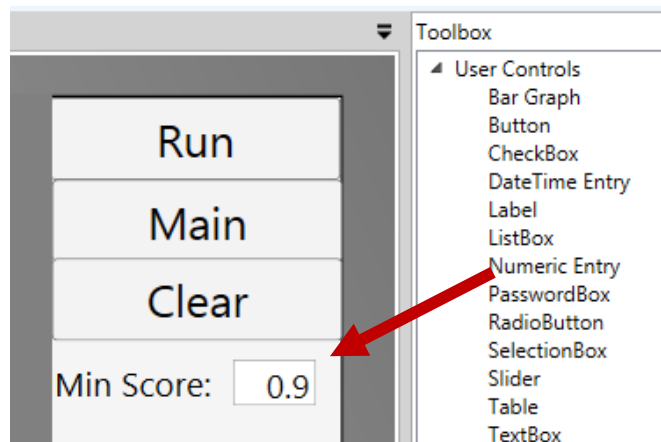 Run
Main
Clear
Min Score: 0.9
Toolbox
User Controls
Bar Graph
Button
CheckBox
DateTime Entry
Label
ListBox
Numeric Entry
PasswordBox
RadioButton
SelectionBox
Slider
Table
TextBox